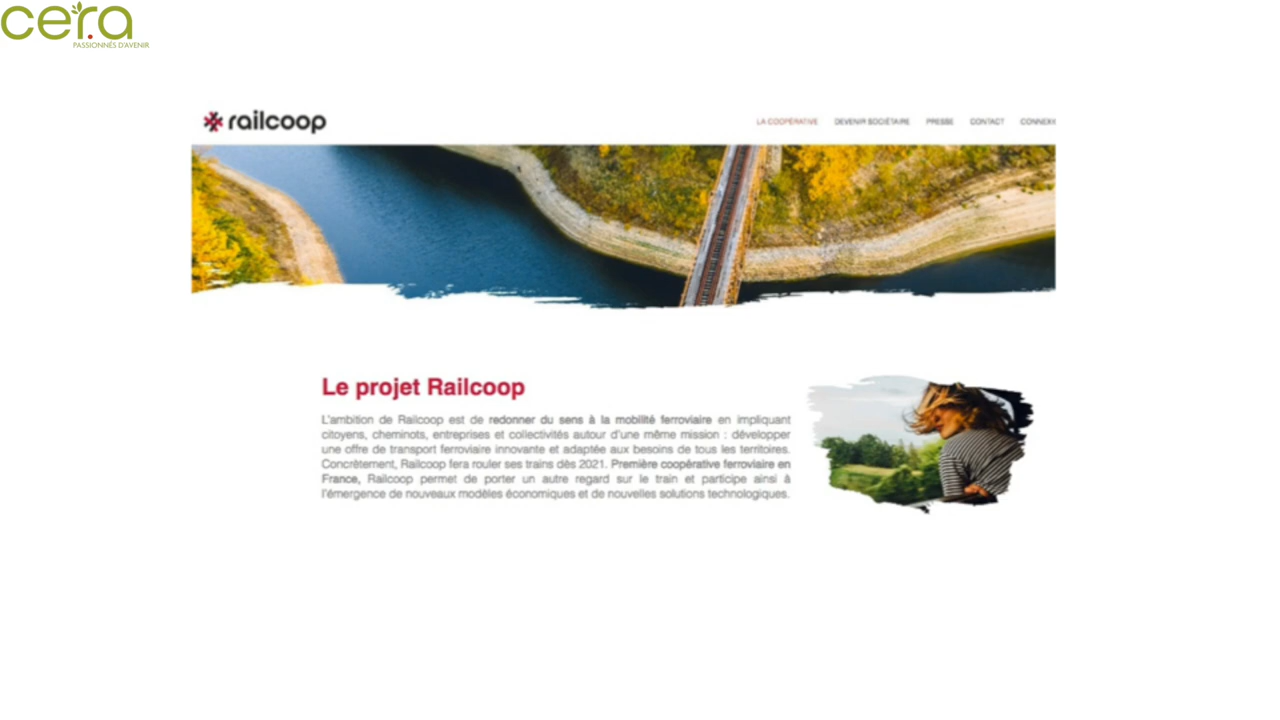 cera
PASSIONNÉS D'AVENIR
railcoop
LA COOPÉRATIVE DEVENIR SOCIÉTAIRE PRESSE CONTACT CONNEX
Le projet Railcoop
L'ambition de Railcoop est de redonner du sens à la mobilité ferroviaire en impliquant
citoyens, cheminots, entreprises et collectivités autour d'une même mission : développer
une offre de transport ferroviaire innovante et adaptée aux besoins de tous les territoires.
Concrètement, Railcoop fera rouler ses trains dès 2021. Première coopérative ferroviaire en
France, Railcoop permet de porter un autre regard sur le train et participe ainsi à
l'émergence de nouveaux modèles économiques et de nouvelles solutions technologiques.